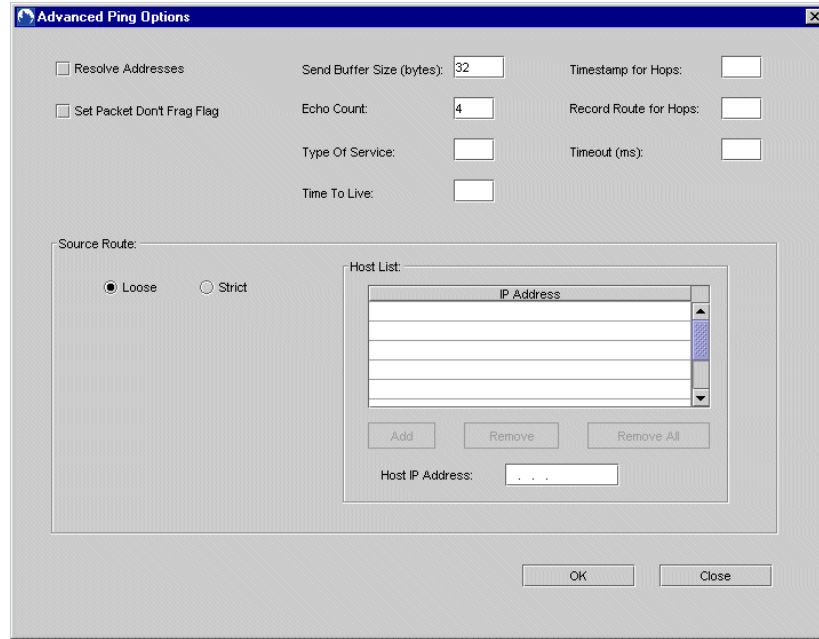 Advanced Ping Options
Resolve Addresses
Send Buffer Size (bytes): 32
Timestamp for Hops:
Set Packet Don't Frag Flag
Echo Count: 4
Record Route for Hops:
Type Of Service:
Timeout (ms):
Time To Live:
Source Route:
Loose
Strict
Host List:
IP Address
Add
Remove
Remove All
Host IP Address: . . .
OK
Close